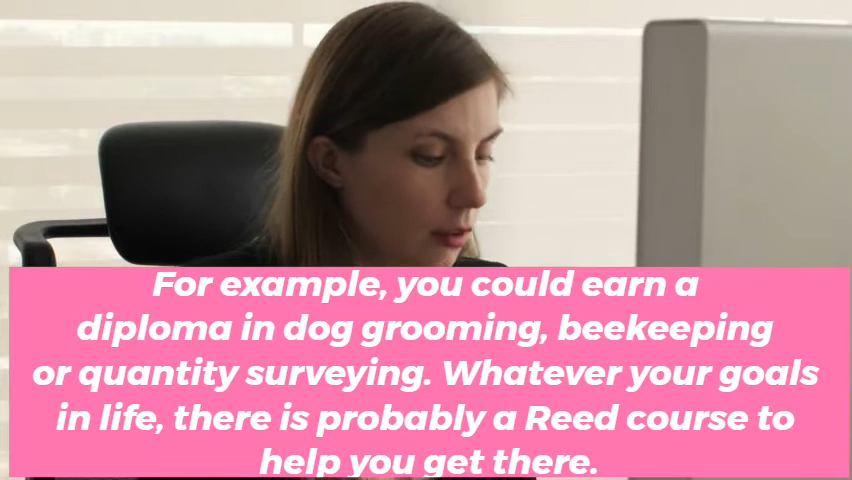 For example, you could earn a
diploma in dog grooming, beekeeping
or quantity surveying. Whatever your goals
in life, there is probably a Reed course to
help you get there.